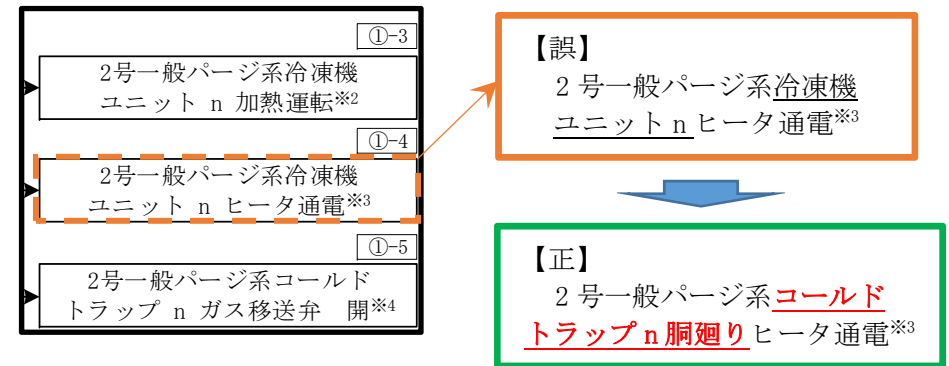 ①-3
2号一般パージ系冷凍機
ユニット n 加熱運転※2
①-4
2号一般パージ系冷凍機
ユニット n ヒータ通電※3
①-5
2号一般パージ系コールド
トラップ n ガス移送弁　開※4
【誤】
２号一般パージ系冷凍機
ユニットｎヒータ通電※3
【正】
２号一般パージ系コールド
トラップｎ胴廻りヒータ通電※3